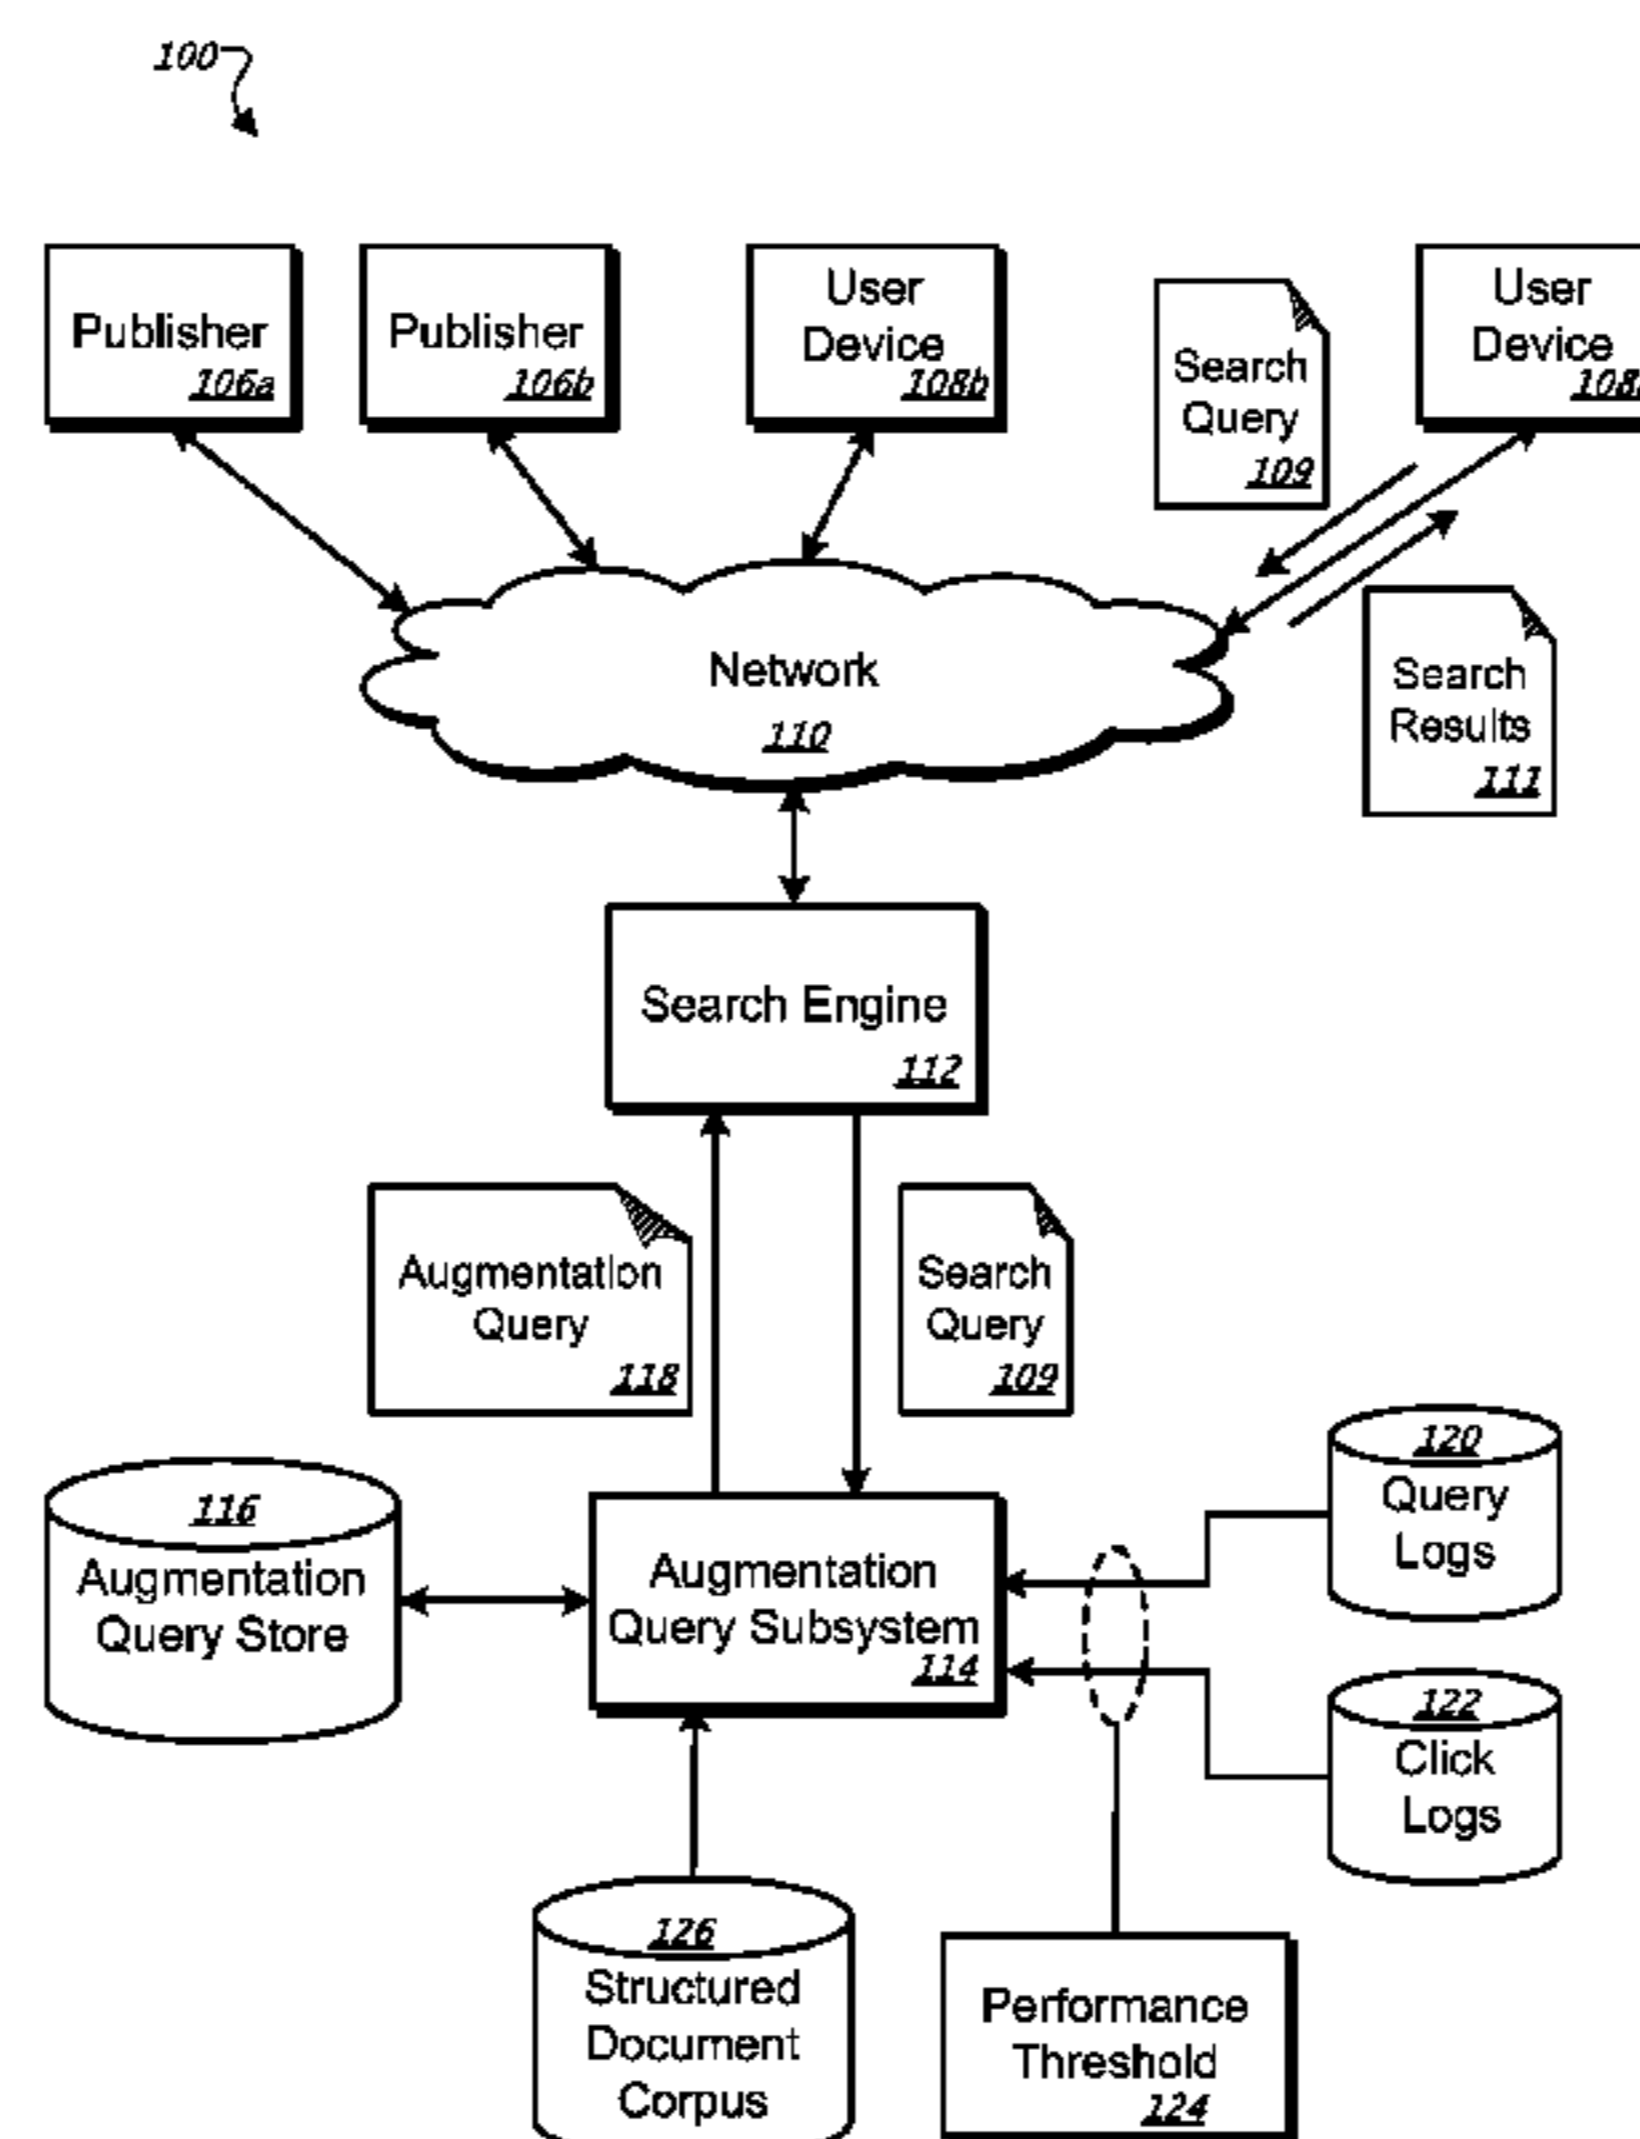 100
Publisher
106a
Publisher
106b
User
Device
108b
Search
Query
109
User
Device
Network
110
Search
Results
111
Search Engine
112
Augmentation
Query
118
Search
Query
109
116
Augmentation
Query Store
Augmentation
Query Subsystem
114
120
Query
Logs
122
Click
Logs
126
Structured
Document
Corpus
Performance
Threshold
124